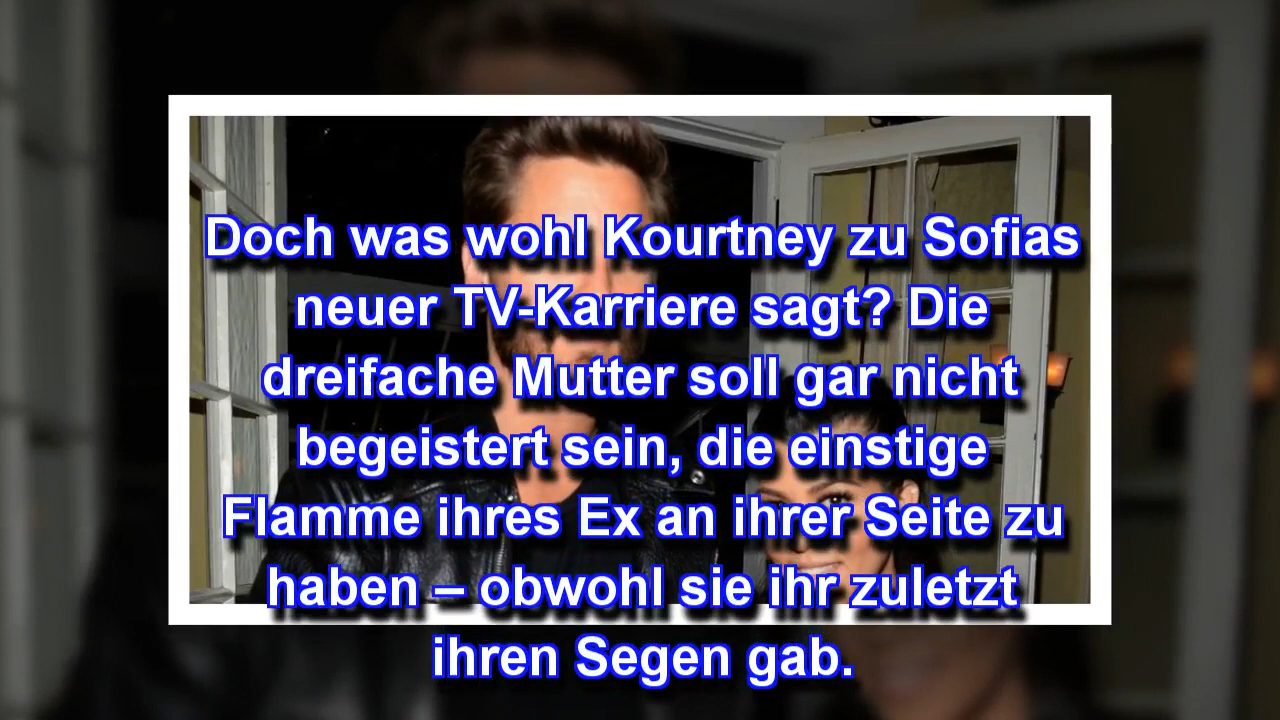 Doch was wohl Kourtney zu Sofias
neuer TV-Karriere sagt? Die
dreifache Mutter soll gar nicht
begeistert sein, die einstige
Flamme ihres Ex an ihrer Seite zu
haben – obwohl sie ihr zuletzt
ihren Segen gab.